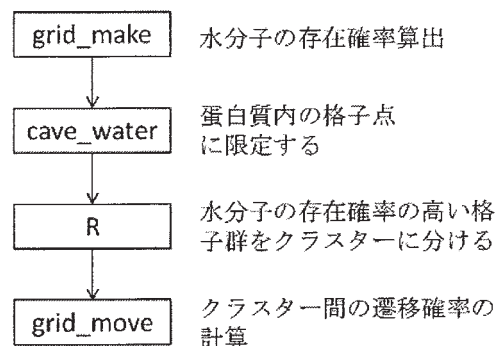 grid_make
水分子の存在確率算出
cave_water
蛋白質内の格子点
に限定する
R
水分子の存在確率の高い格
子群をクラスターに分ける
grid_move
クラスター間の遷移確率の
計算